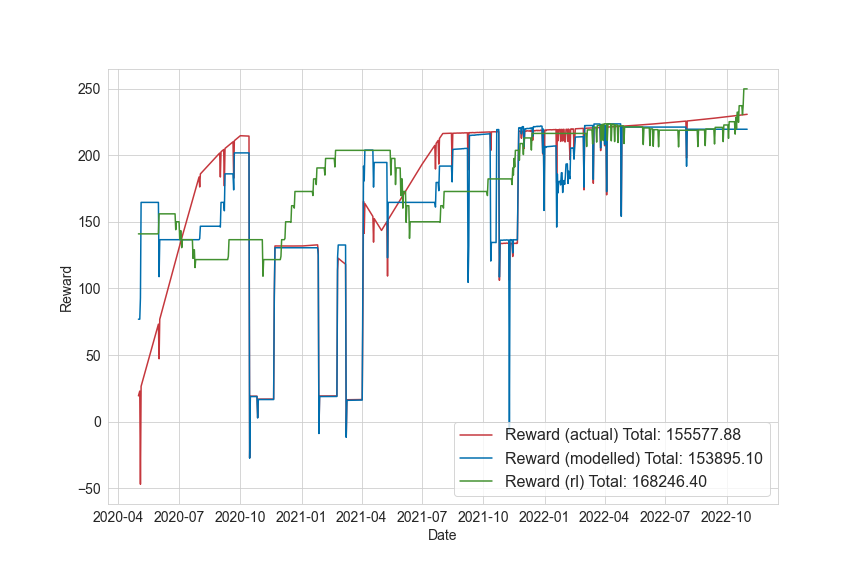 250
200
150
100
50
0
−50
Reward
2020-04 2020-07 2020-10 2021-01 2021-04 2021-07 2021-10 2022-01 2022-04 2022-07 2022-10
Date
Reward (actual) Total: 155577.88
Reward (modelled) Total: 153895.10
Reward (rl) Total: 168246.40